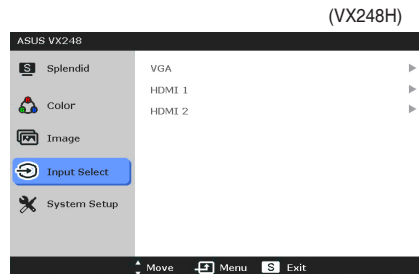 (VX248H)
ASUS VX248
S Splendid
VGA
HDMI 1
Color
HDMI 2
Image
Input Select
System Setup
Move Menu S Exit